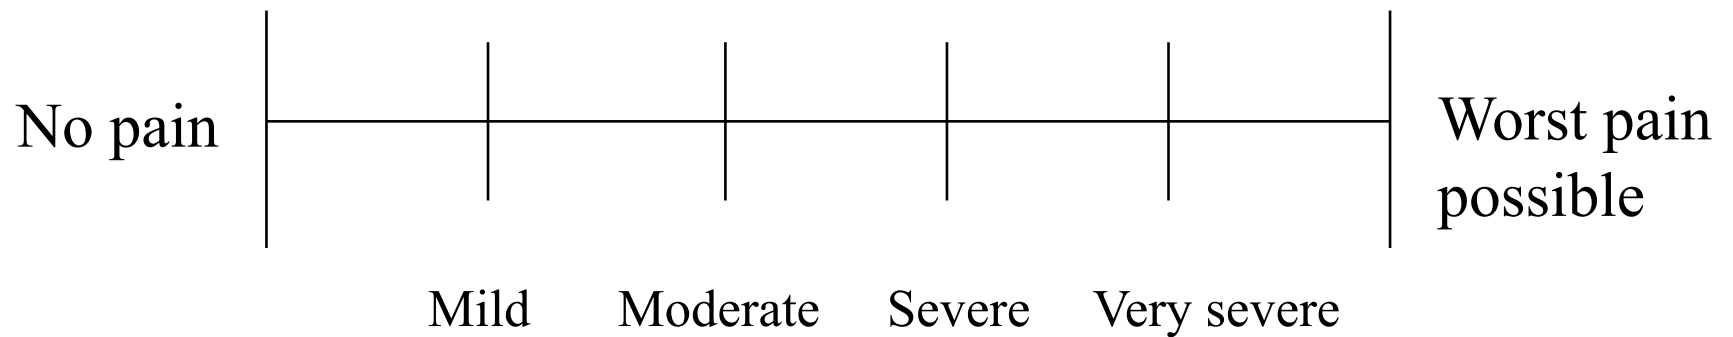 No pain
Worst pain
possible
Mild
Moderate
Severe
Very severe